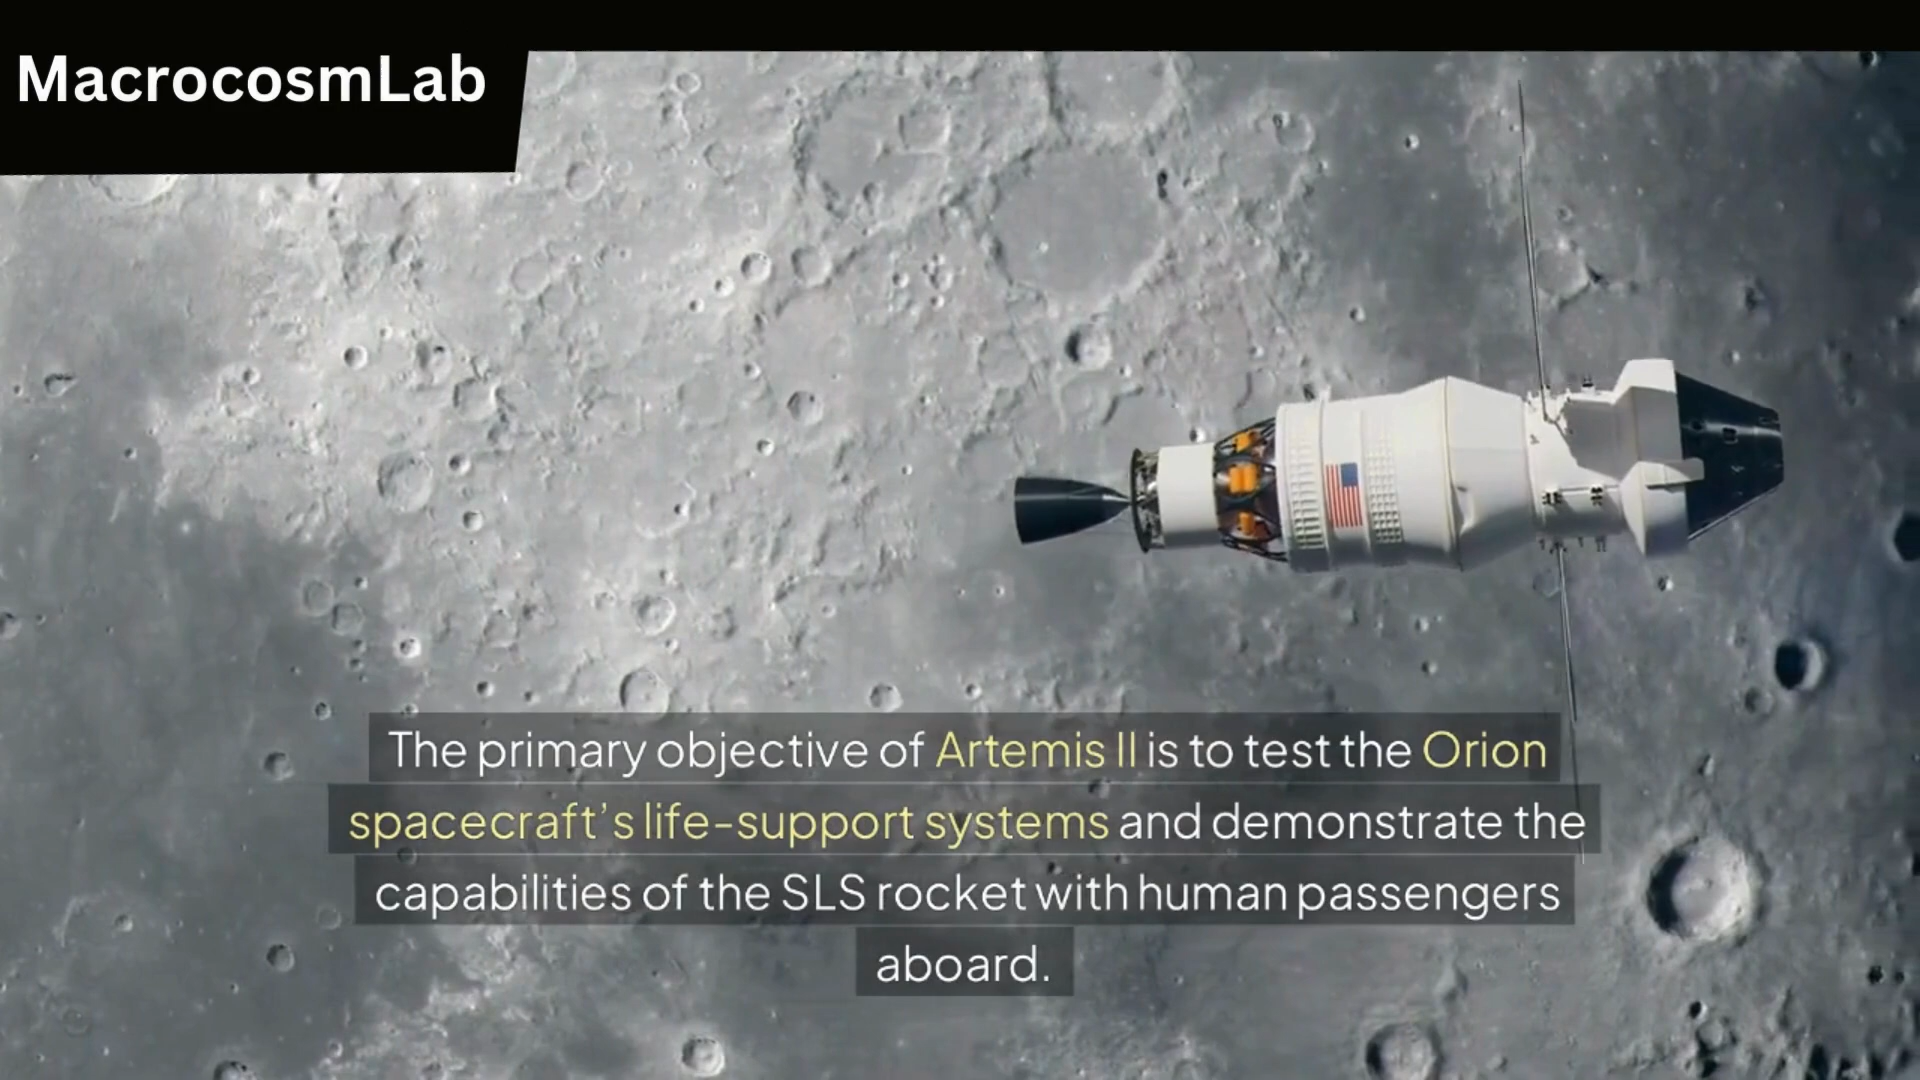 MacrocosmLab
The primary objective of Artemis II is to test the Orion
spacecraft’s life-support systems and demonstrate the
capabilities of the SLS rocket with human passengers
aboard.